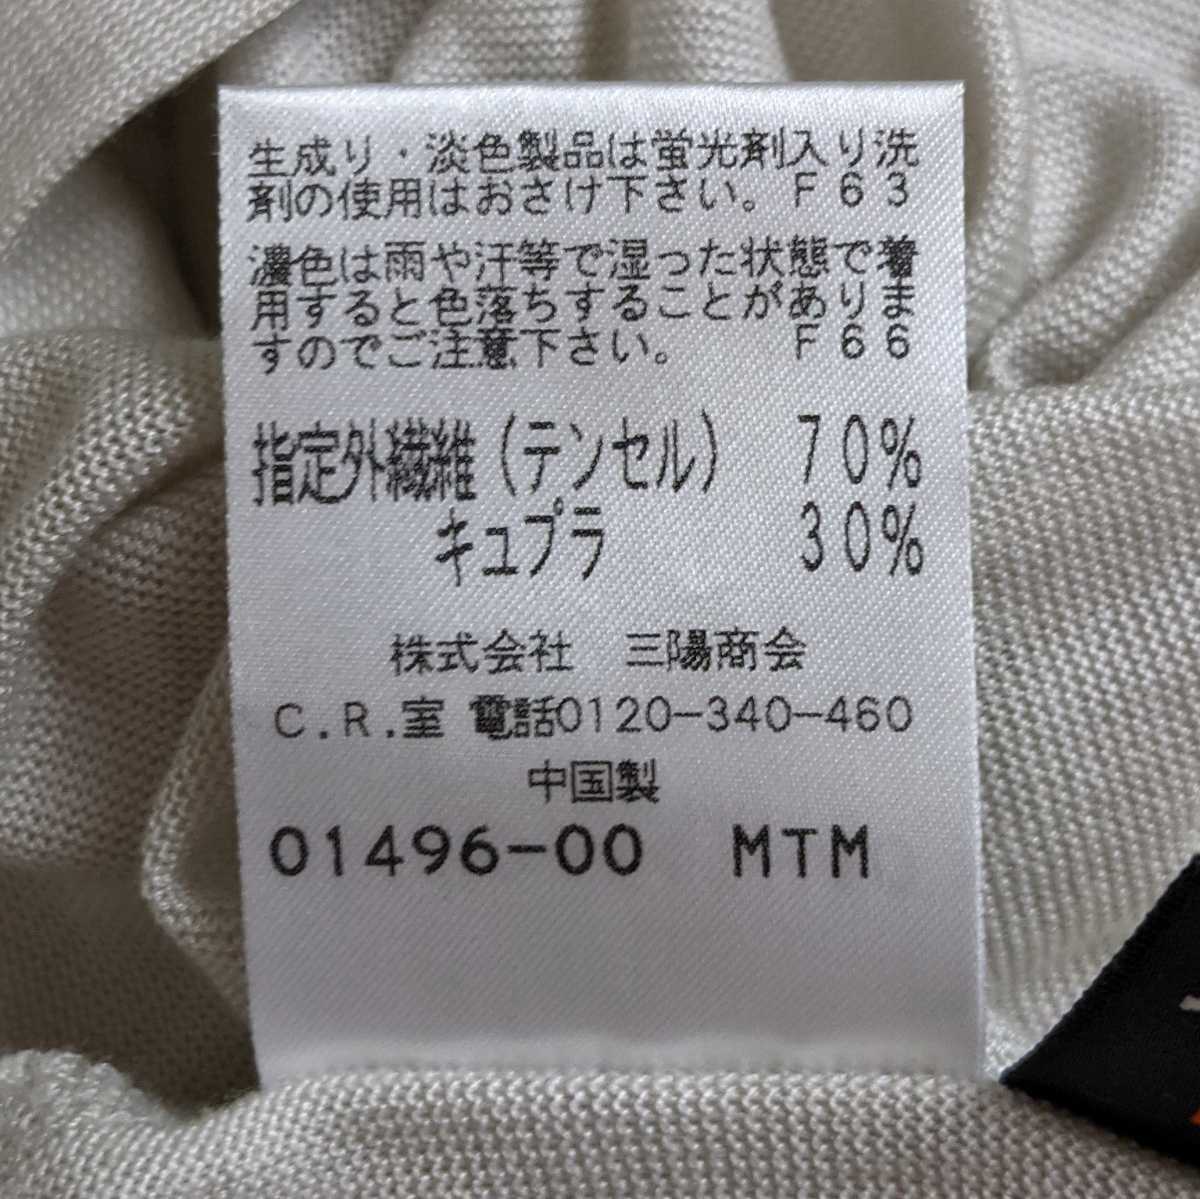 生成り・淡色製品は蛍光剤入り洗
剤の使用はおさけ下さい。F63
濃色は雨や汗等で湿った状態で着
用すると色落ちすることがありま
すのでご注意下さい。 F66
指定外繊維(テンセル) 70%
キュプラ 30%
株式会社 三陽商会
C.R.室 電話0120-340-460
中国製
01496-00 MTM